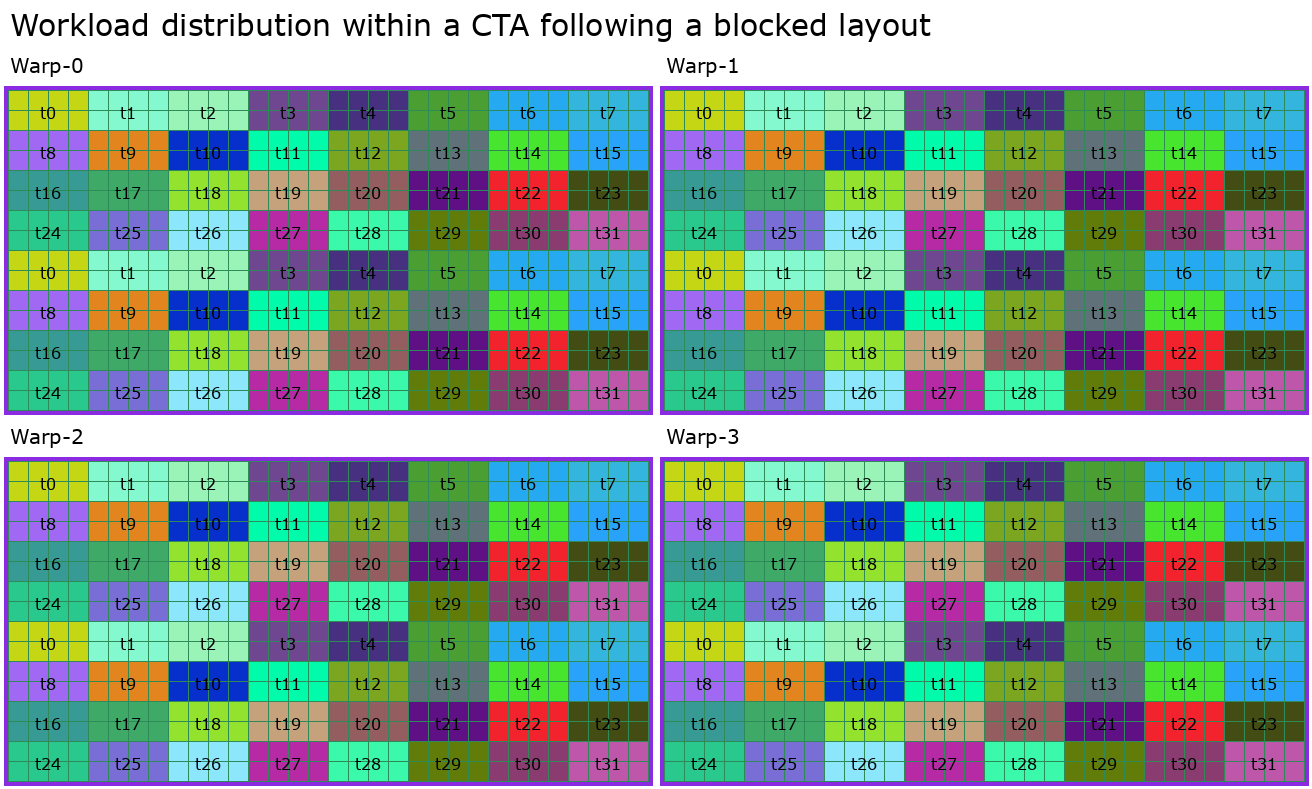 Workload distribution within a CTA following a blocked layout
Warp-0 Warp-1
t0 t1 t2 t3 t4 t5 t6 t7 t0 t1 t2 t3 t4 t5 t6 t7
t8 t9 t10 t11 t12 t13 t14 t15 t8 t9 t10 t11 t12 t13 t14 t15
t16 t17 t18 t19 t20 t21 t22 t23 t16 t17 t18 t19 t20 t21 t22 t23
t24 t25 t26 t27 t28 t29 t30 t31 t24 t25 t26 t27 t28 t29 t30 t31
t0 t1 t2 t3 t4 t5 t6 t7 t0 t1 t2 t3 t4 t5 t6 t7
t8 t9 t10 t11 t12 t13 t14 t15 t8 t9 t10 t11 t12 t13 t14 t15
t16 t17 t18 t19 t20 t21 t22 t23 t16 t17 t18 t19 t20 t21 t22 t23
t24 t25 t26 t27 t28 t29 t30 t31 t24 t25 t26 t27 t28 t29 t30 t31
Warp-2 Warp-3
t0 t1 t2 t3 t4 t5 t6 t7 t0 t1 t2 t3 t4 t5 t6 t7
t8 t9 t10 t11 t12 t13 t14 t15 t8 t9 t10 t11 t12 t13 t14 t15
t16 t17 t18 t19 t20 t21 t22 t23 t16 t17 t18 t19 t20 t21 t22 t23
t24 t25 t26 t27 t28 t29 t30 t31 t24 t25 t26 t27 t28 t29 t30 t31
t0 t1 t2 t3 t4 t5 t6 t7 t0 t1 t2 t3 t4 t5 t6 t7
t8 t9 t10 t11 t12 t13 t14 t15 t8 t9 t10 t11 t12 t13 t14 t15
t16 t17 t18 t19 t20 t21 t22 t23 t16 t17 t18 t19 t20 t21 t22 t23
t24 t25 t26 t27 t28 t29 t30 t31 t24 t25 t26 t27 t28 t29 t30 t31